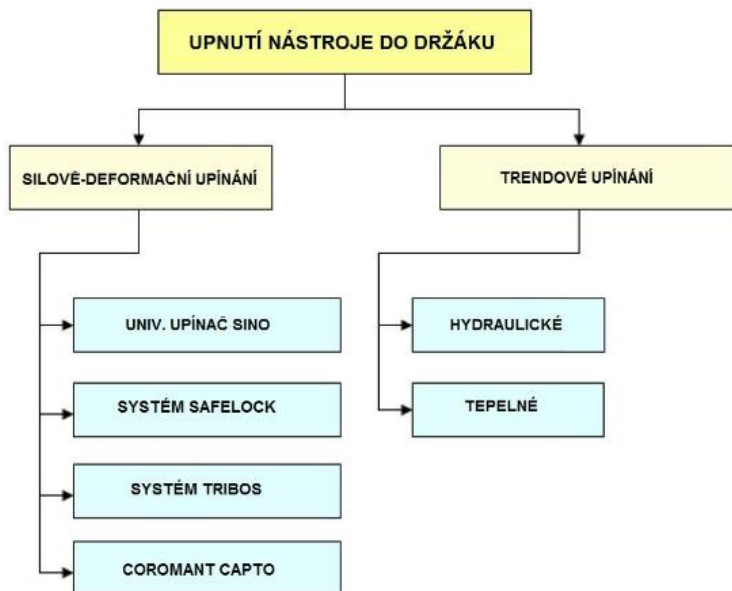 UPNUTÍ NÁSTROJE DO DRŽÁKU
SILOVĚ-DEFORMAČNÍ UPÍNÁNÍ
TRENDOVÉ UPÍNÁNÍ
UNIV. UPÍNAČ SINO
SYSTÉM SAFELOCK
SYSTÉM TRIBOS
COROMANT CAPTO
HYDRAULICKÉ
TEPELNÉ